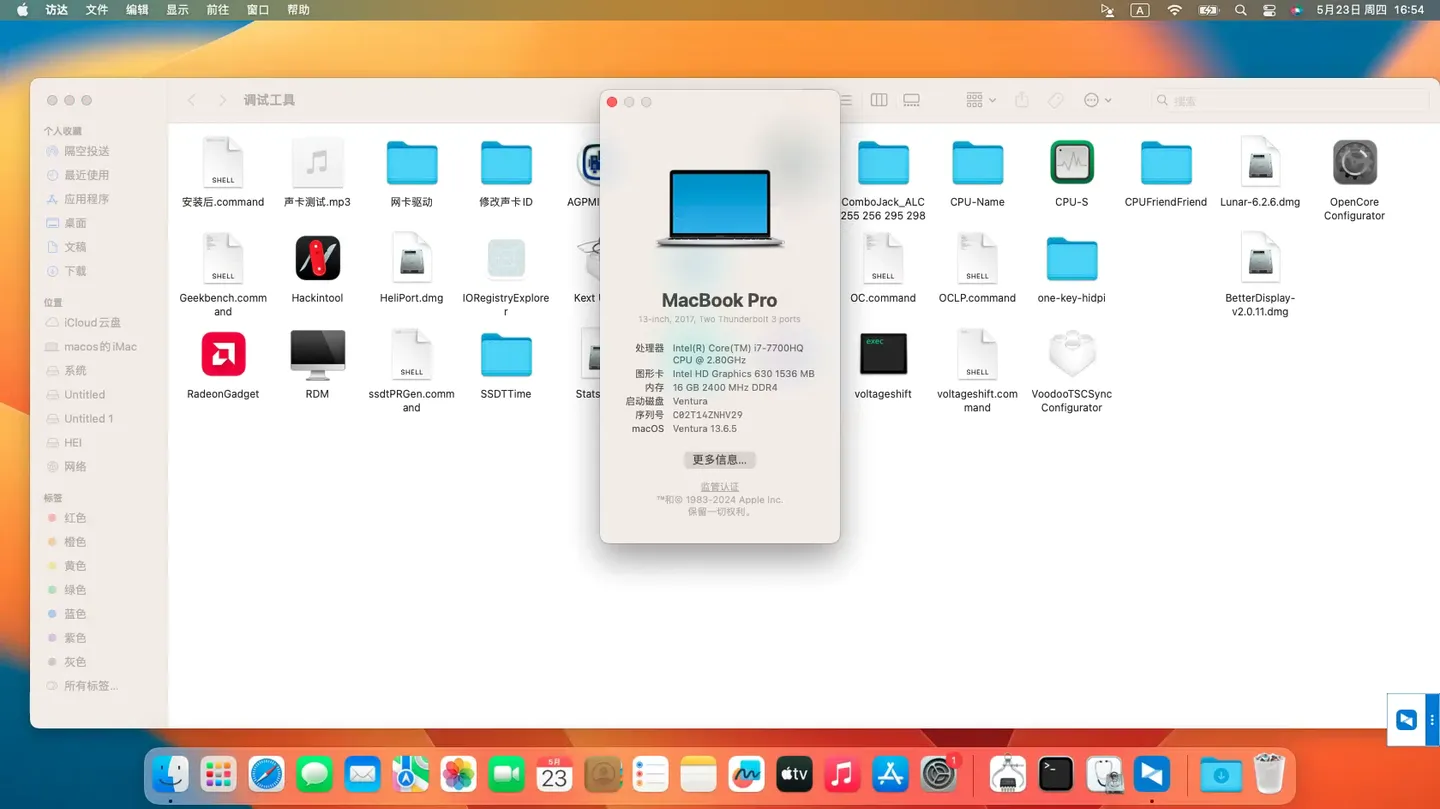 访达 文件 编辑 显示 前往 窗口 帮助
A
5月23日 周四 16:54
调试工具
搜索
个人收藏
隔空投送
最近使用
应用程序
桌面
文稿
下载
位置
iCloud云盘
macos的iMac
系统
Untitled
Untitled 1
HEI
网络
标签
红色
橙色
黄色
绿色
蓝色
紫色
灰色
所有标签...
SHELL
安装后.command
声卡测试.mp3
网卡驱动
修改声卡ID
AGPMI
ComboJack_ALC
255 256 295 298
CPU-Name
CPU-S
CPUFriendFriend
Lunar-6.2.6.dmg
OpenCore
Configurator
SHELL
Geekbench.comm
and
Hackintool
HeliPort.dmg
IORegistryExplore
r
Kext
SHELL
OC.command
SHELL
OCLP.command
one-key-hidpi
BetterDisplay-
v2.0.11.dmg
RadeonGadget
RDM
SHELL
ssdtPRGen.comm
and
SSDTTime
Stats
exec
voltageshift
SHELL
voltageshift.com
mand
VoodooTSCSync
Configurator
MacBook Pro
13-inch, 2017, Two Thunderbolt 3 ports
处理器 Intel(R) Core(TM) i7-7700HQ
CPU @ 2.80GHz
图形卡 Intel HD Graphics 630 1536 MB
内存 16 GB 2400 MHz DDR4
启动磁盘 Ventura
序列号 C02T14ZNHV29
macOS Ventura 13.6.5
更多信息...
监管认证
™和© 1983-2024 Apple Inc.
保留一切权利。
5月
23
tv
1